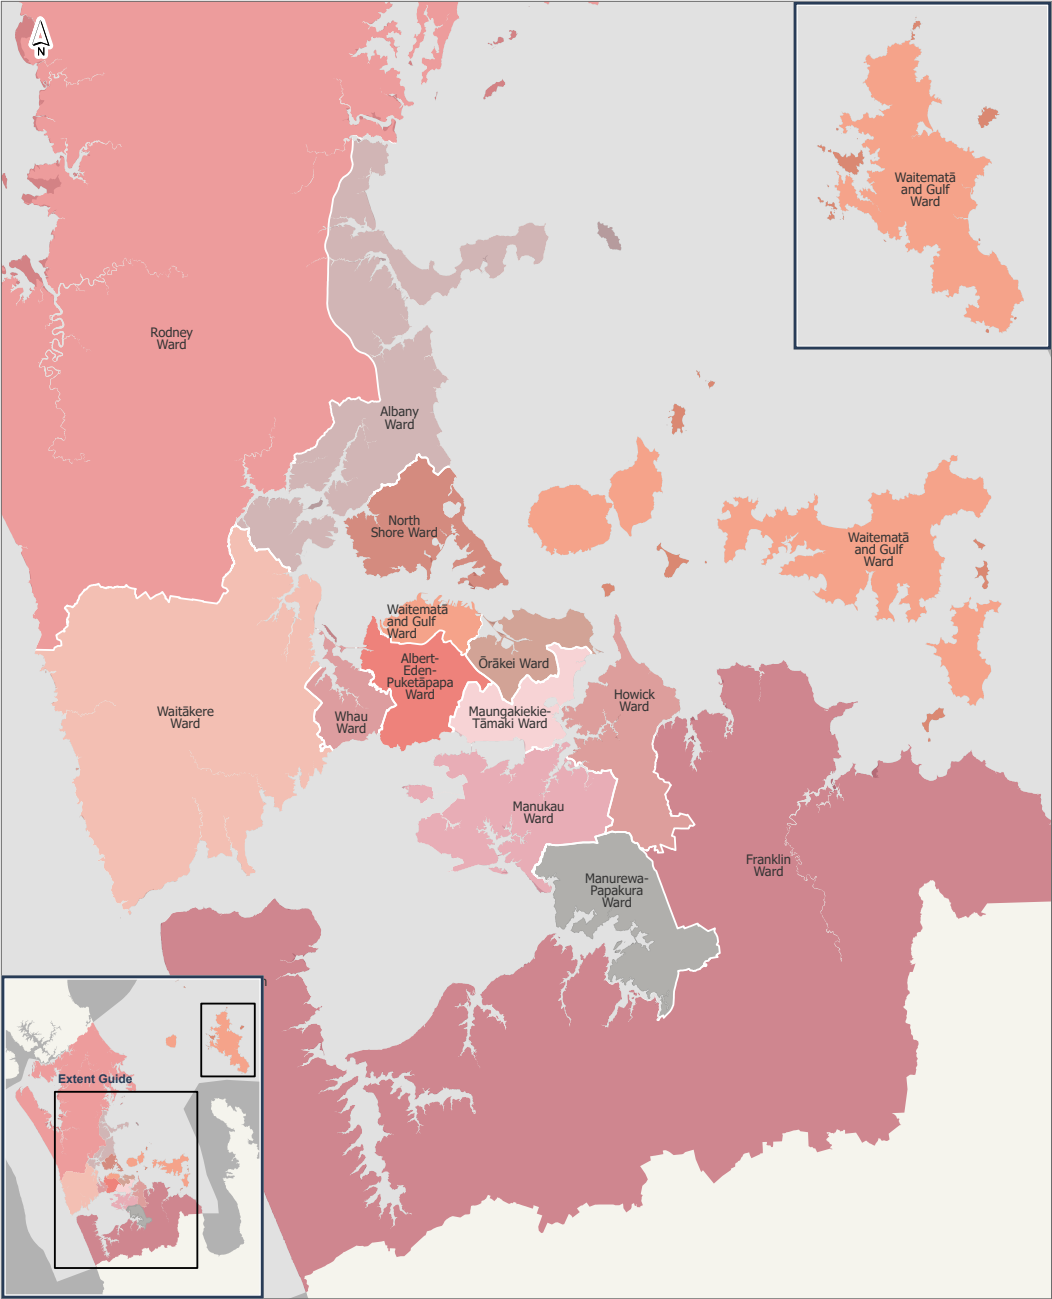 N
Waitematā
and Gulf
Ward
Rodney
Ward
Albany
Ward
North
Shore Ward
Waitematā
and Gulf
Ward
Waitematā
and Gulf
Ward
Albert-
Eden-
Puketāpapa
Ward
Ōrākei Ward
Waitākere
Ward
Whau
Ward
Maungakiekie-
Tāmaki Ward
Howick
Ward
Manukau
Ward
Franklin
Ward
Manurewa-
Papakura
Ward
Extent Guide